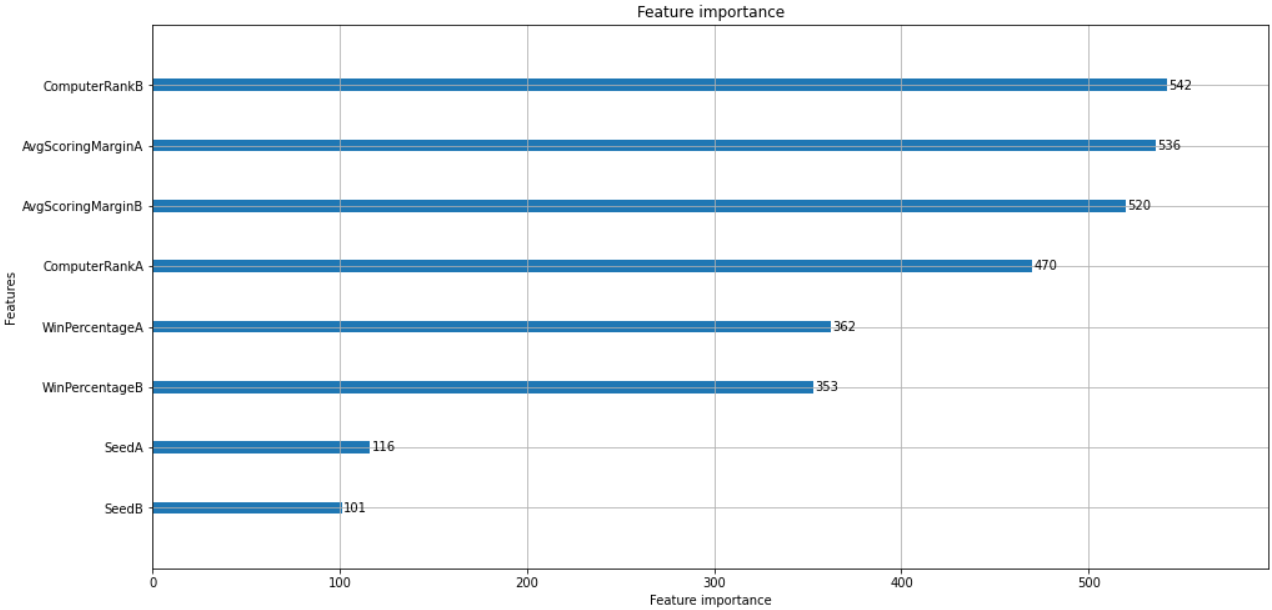 Feature importance
ComputerRankB 542
AvgScoringMarginA 536
AvgScoringMarginB 520
ComputerRankA 470
Features
WinPercentageA 362
WinPercentageB 353
SeedA 116
SeedB 101
0 100 200 300 400 500
Feature importance